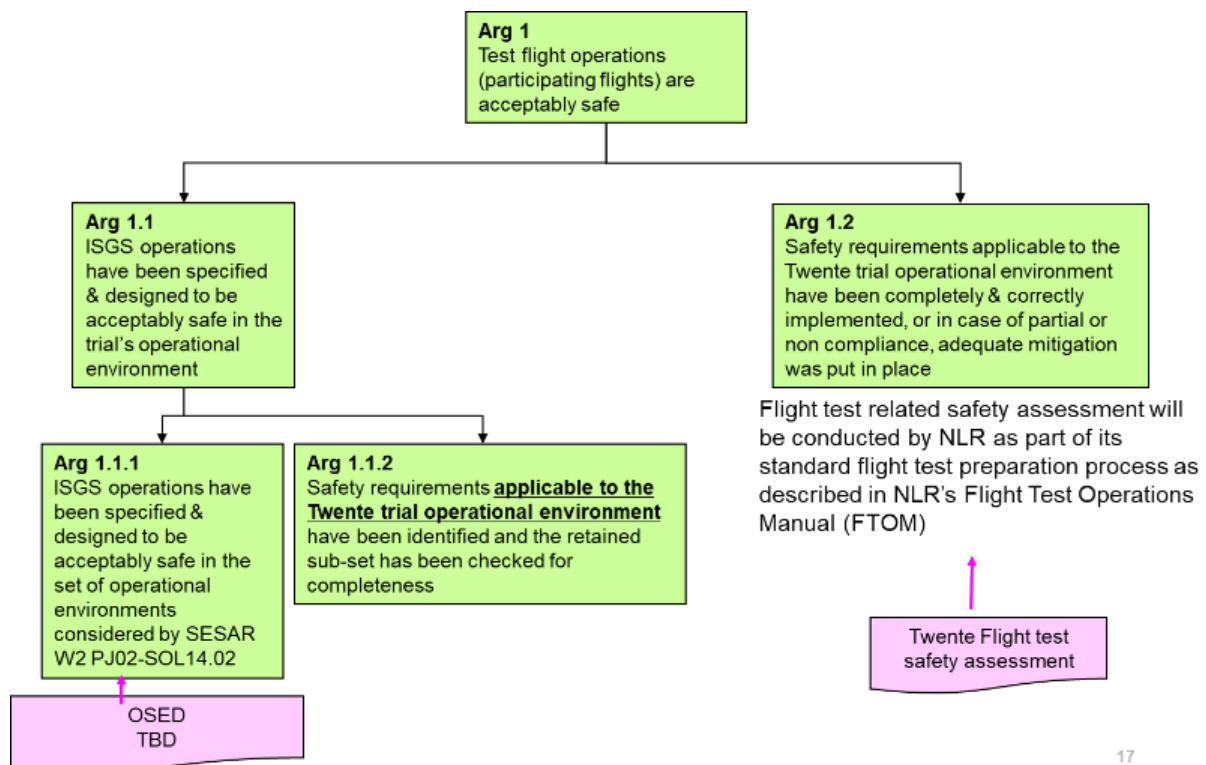 Arg 1
Test flight operations
(participating flights) are
acceptably safe
Arg 1.1
ISGS operations
have been specified
& designed to be
acceptably safe in the
trial's operational
environment
Arg 1.2
Safety requirements applicable to the
Twente trial operational environment
have been completely & correctly
implemented, or in case of partial or
non compliance, adequate mitigation
was put in place
Flight test related safety assessment will
be conducted by NLR as part of its
standard flight test preparation process as
described in NLR's Flight Test Operations
Manual (FTOM)
Arg 1.1.1
ISGS operations have
been specified &
designed to be
acceptably safe in the
set of operational
environments
considered by SESAR
W2 PJ02-SOL14.02
Arg 1.1.2
Safety requirements applicable to the
Twente trial operational environment
have been identified and the retained
sub-set has been checked for
completeness
Twente Flight test
safety assessment
OSED
TBD
17